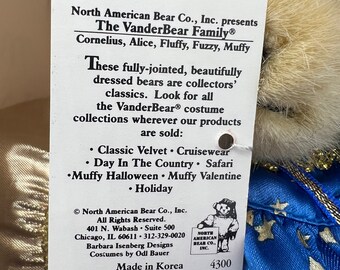 North American Bear Co., Inc. presents
The VanderBear Family®
Cornelius, Alice, Fluffy, Fuzzy, Muffy
These fully-jointed, beautifully
dressed bears are collectors'
classics. Look for all
the VanderBear® costume
collections wherever our products
are sold:
• Classic Velvet • Cruisewear •
• Day In The Country • Safari
•Muffy Halloween • Muffy Valentine
• Holiday
© North American Bear Co., Inc.
All Rights Reserved.
401 N. Wabash • Suite 500
Chicago, IL 60611 • 312-329-0020
Barbara Isenberg Designs
Costumes by Odl Bauer
NORTH
AMERICAN
BEAR CO.,
INC.
Made in Korea 4300